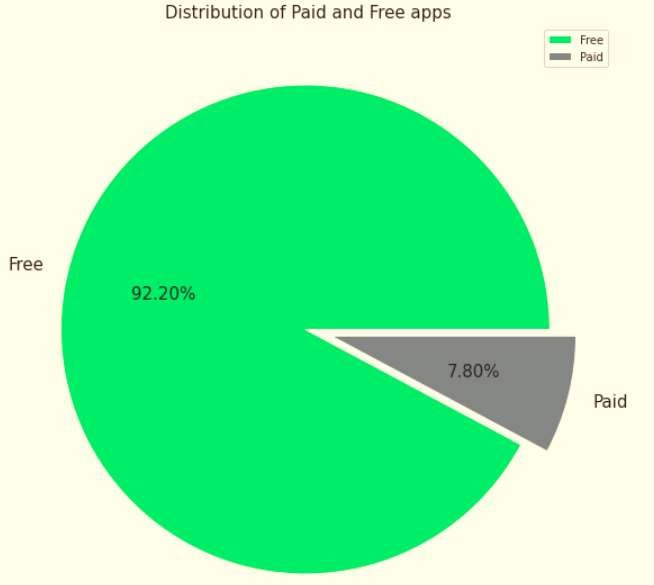 Distribution of Paid and Free apps
Free
Paid
Free
92.20%
7.80%
Paid